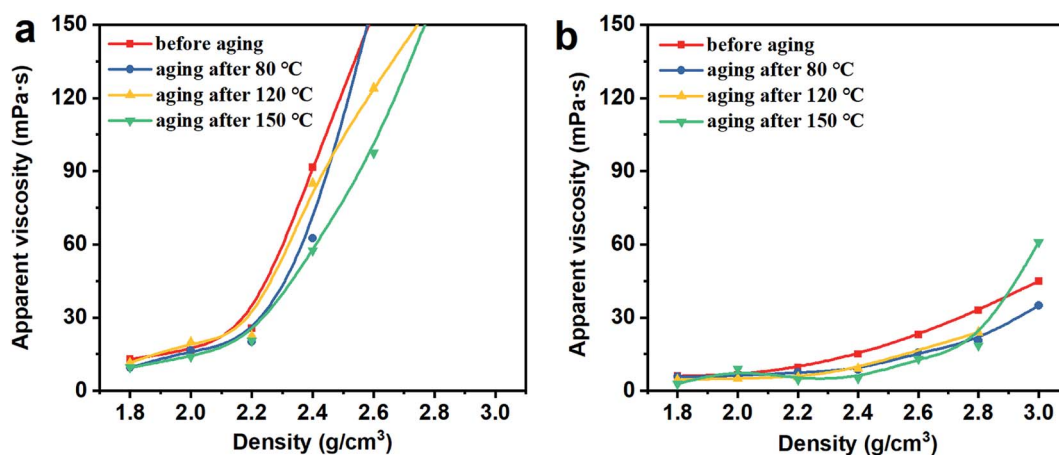 a
before aging
aging after 80 ℃
aging after 120 ℃
aging after 150 ℃
150
120
90
60
30
0
Apparent viscosity (mPa·s)
1.8 2.0 2.2 2.4 2.6 2.8 3.0
Density (g/cm³)
b
before aging
aging after 80 ℃
aging after 120 ℃
aging after 150 ℃
150
120
90
60
30
0
Apparent viscosity (mPa·s)
1.8 2.0 2.2 2.4 2.6 2.8 3.0
Density (g/cm³)